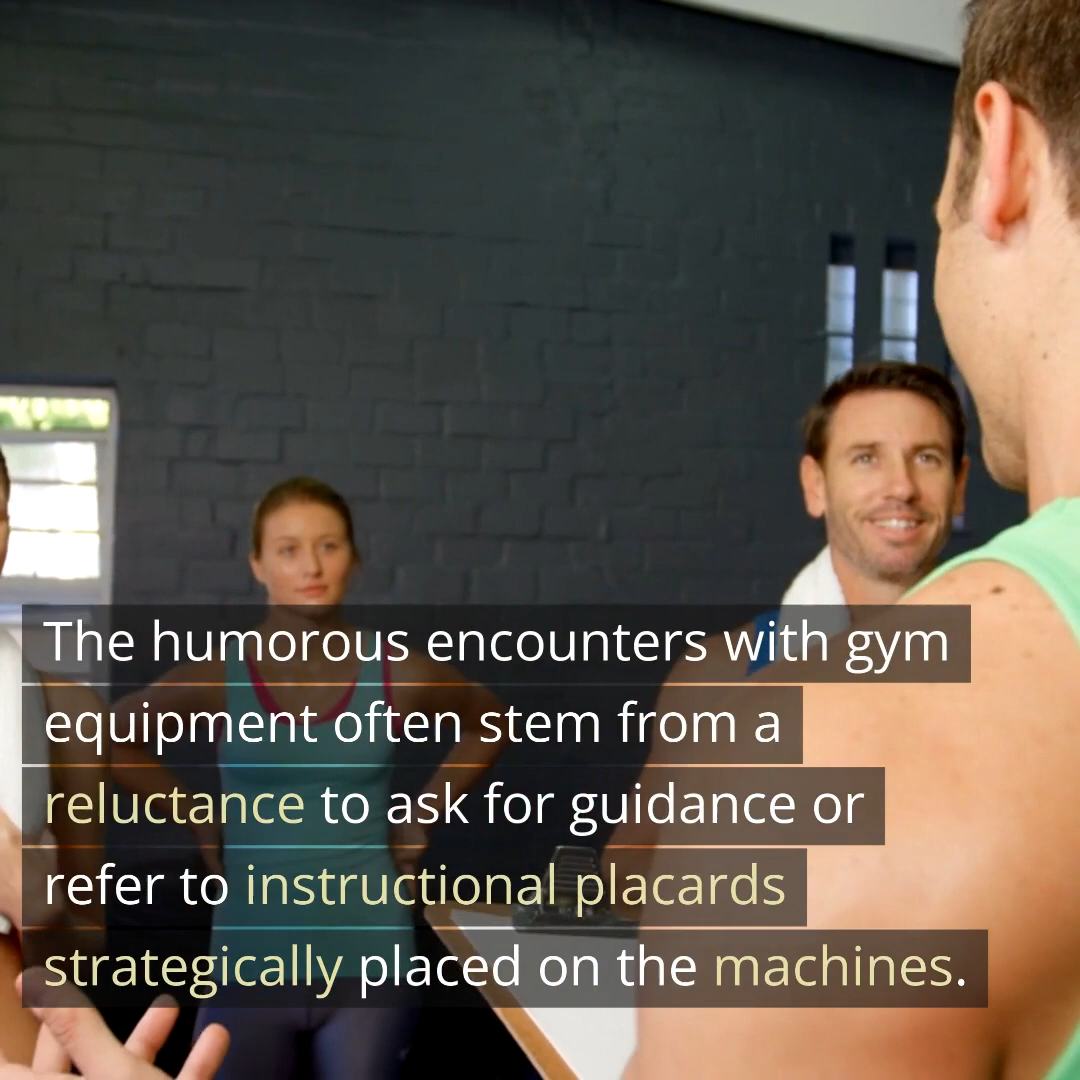 The humorous encounters with gym
equipment often stem from a
reluctance to ask for guidance or
refer to instructional placards
strategically placed on the machines.